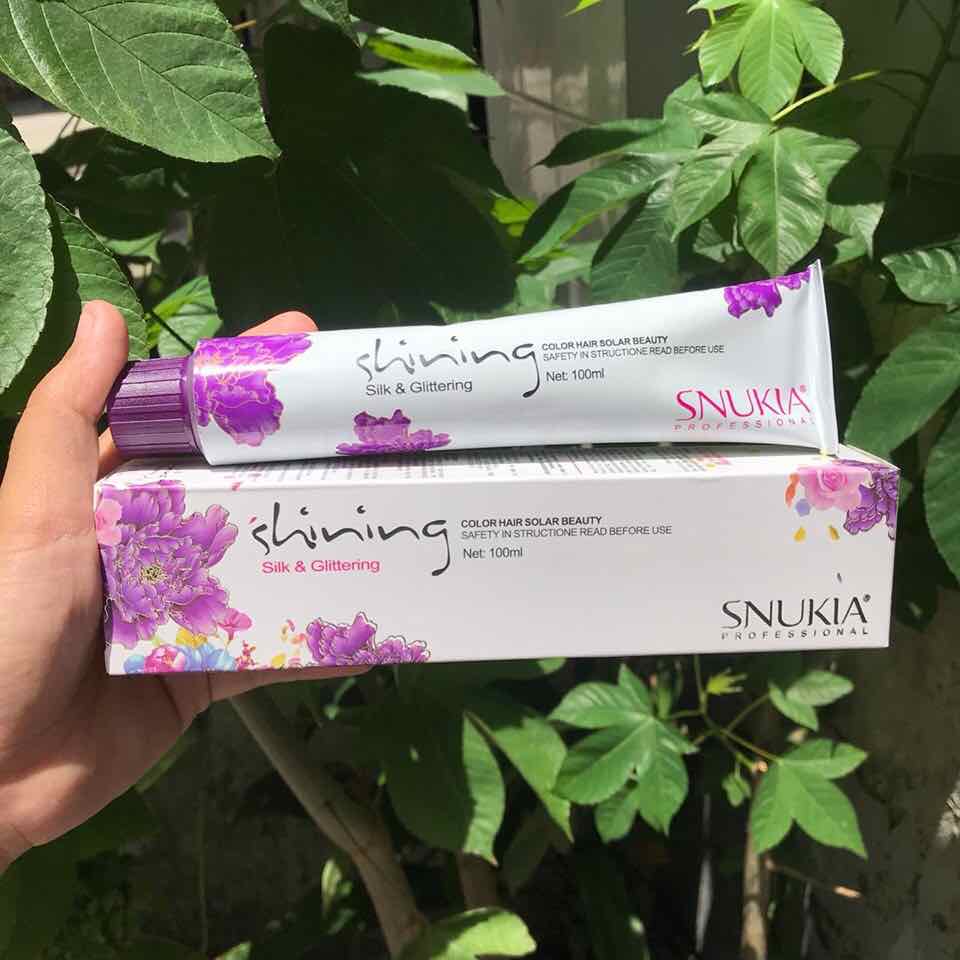 shining
Silk & Glittering
COLOR HAIR SOLAR BEAUTY
SAFETY IN STRUCTIONE READ BEFORE USE
Net: 100ml
SNUKIA®
PROFESSIONAL
shining
Silk & Glittering
COLOR HAIR SOLAR BEAUTY
SAFETY IN STRUCTIONE READ BEFORE USE
Net: 100ml
SNUKIA®
PROFESSIONAL